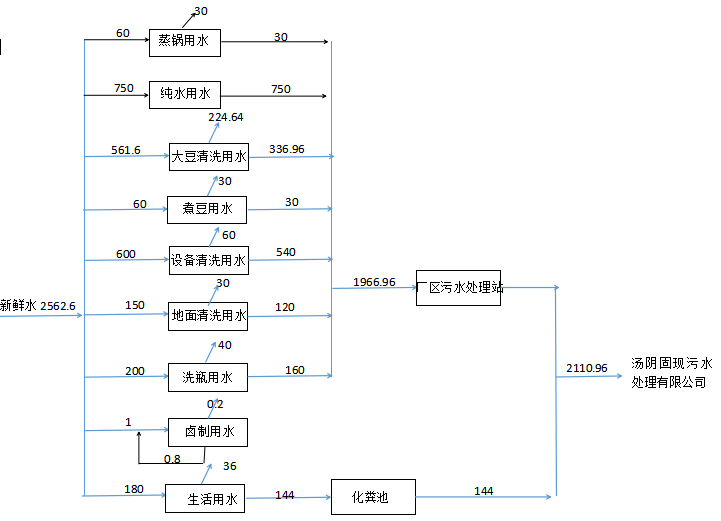 30
60
蒸锅用水
30
750
纯水用水
750
224.64
561.6
大豆清洗用水
336.96
30
60
煮豆用水
30
60
600
设备清洗用水
540
30
1966.96
厂区污水处理站
新鲜水 2562.6
150
地面清洗用水
120
40
200
洗瓶用水
160
2110.96
汤阴固现污水
处理有限公司
0.2
1
卤制用水
0.8
36
180
生活用水
144
化粪池
144